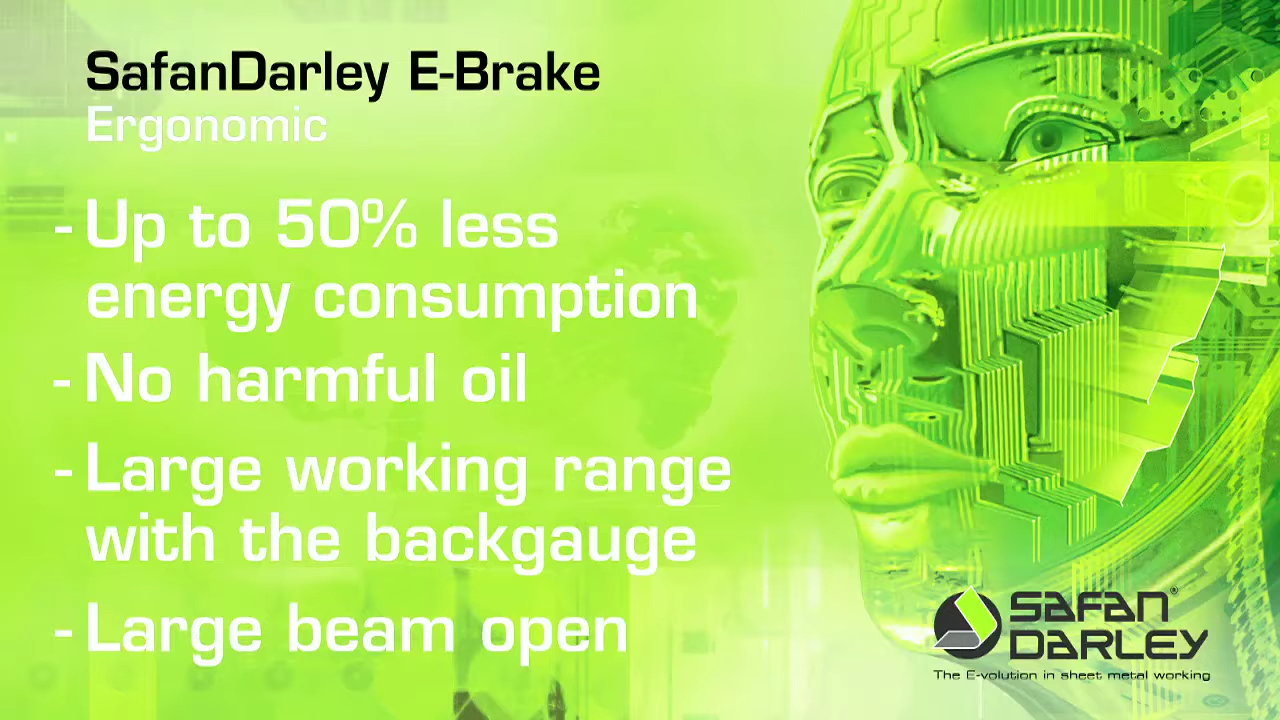 SafanDarley E-Brake
Ergonomic
- Up to 50% less
energy consumption
- No harmful oil
- Large working range
with the backgauge
- Large beam open
SAFAN®
DARLEY
The E-volution in sheet metal working